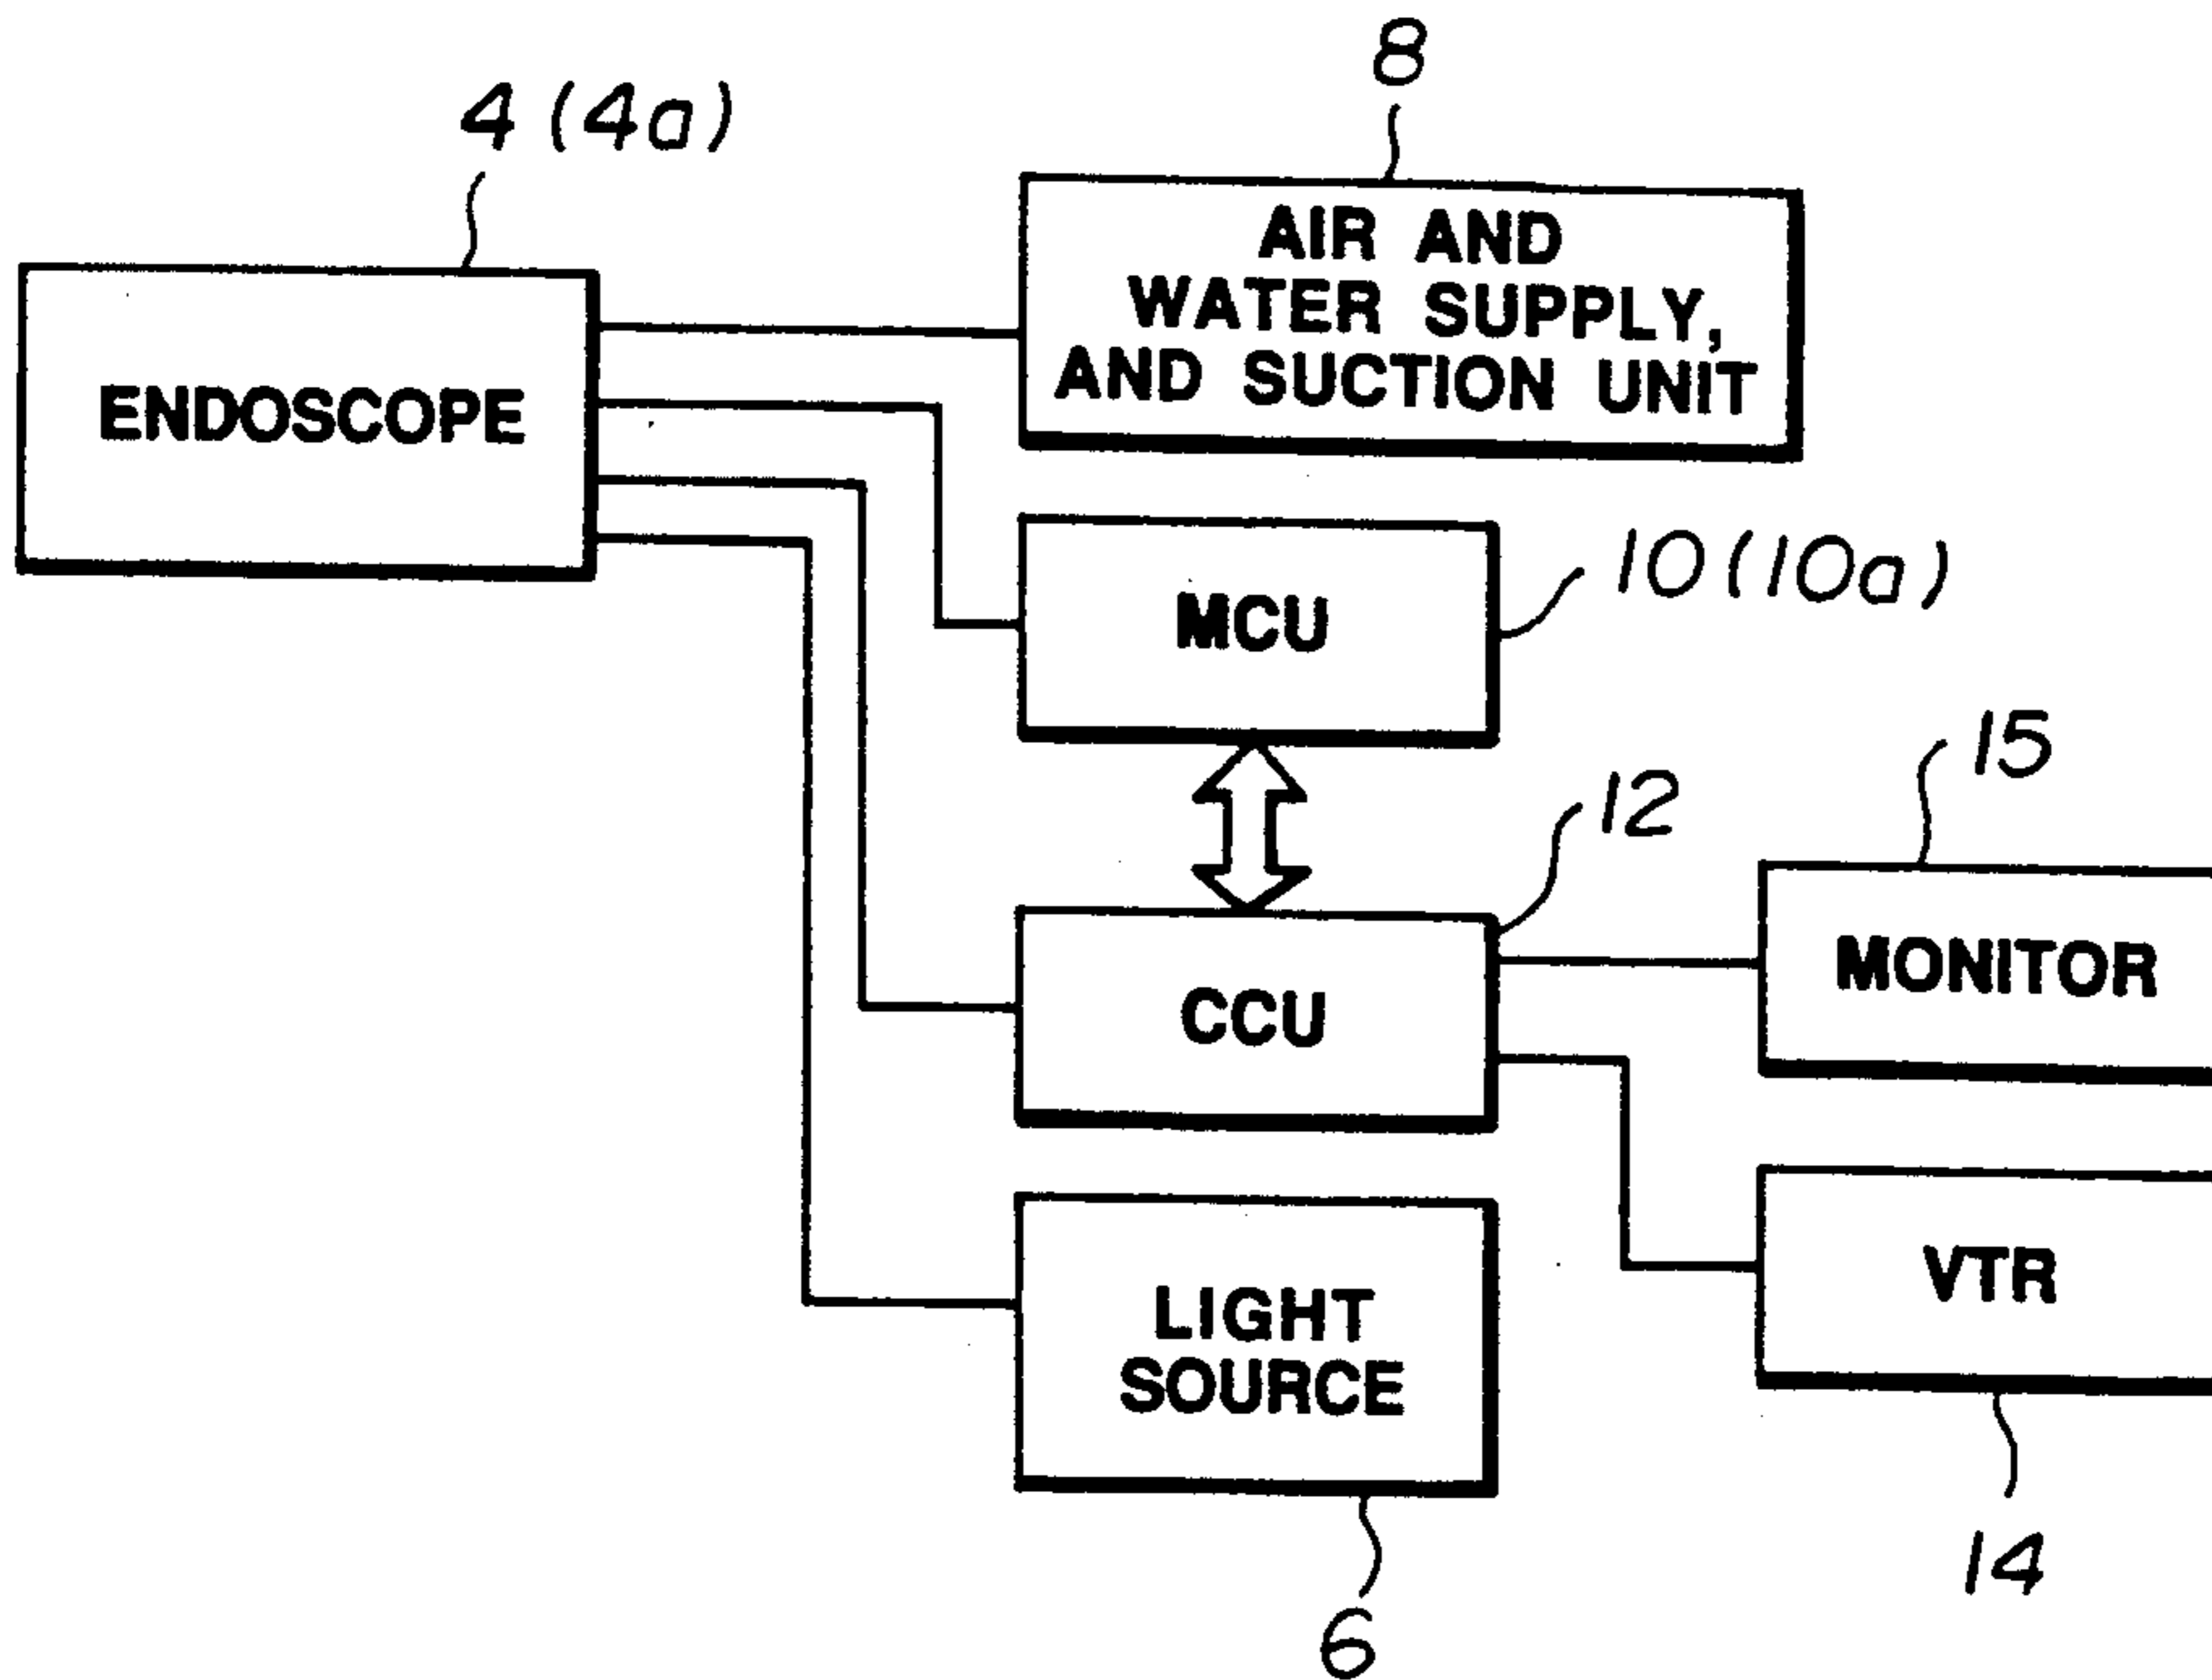 8
4 (4a)
AIR AND
WATER SUPPLY,
AND SUCTION UNIT
ENDOSCOPE
10 (10a)
MCU
15
12
MONITOR
CCU
VTR
LIGHT
SOURCE
14
6